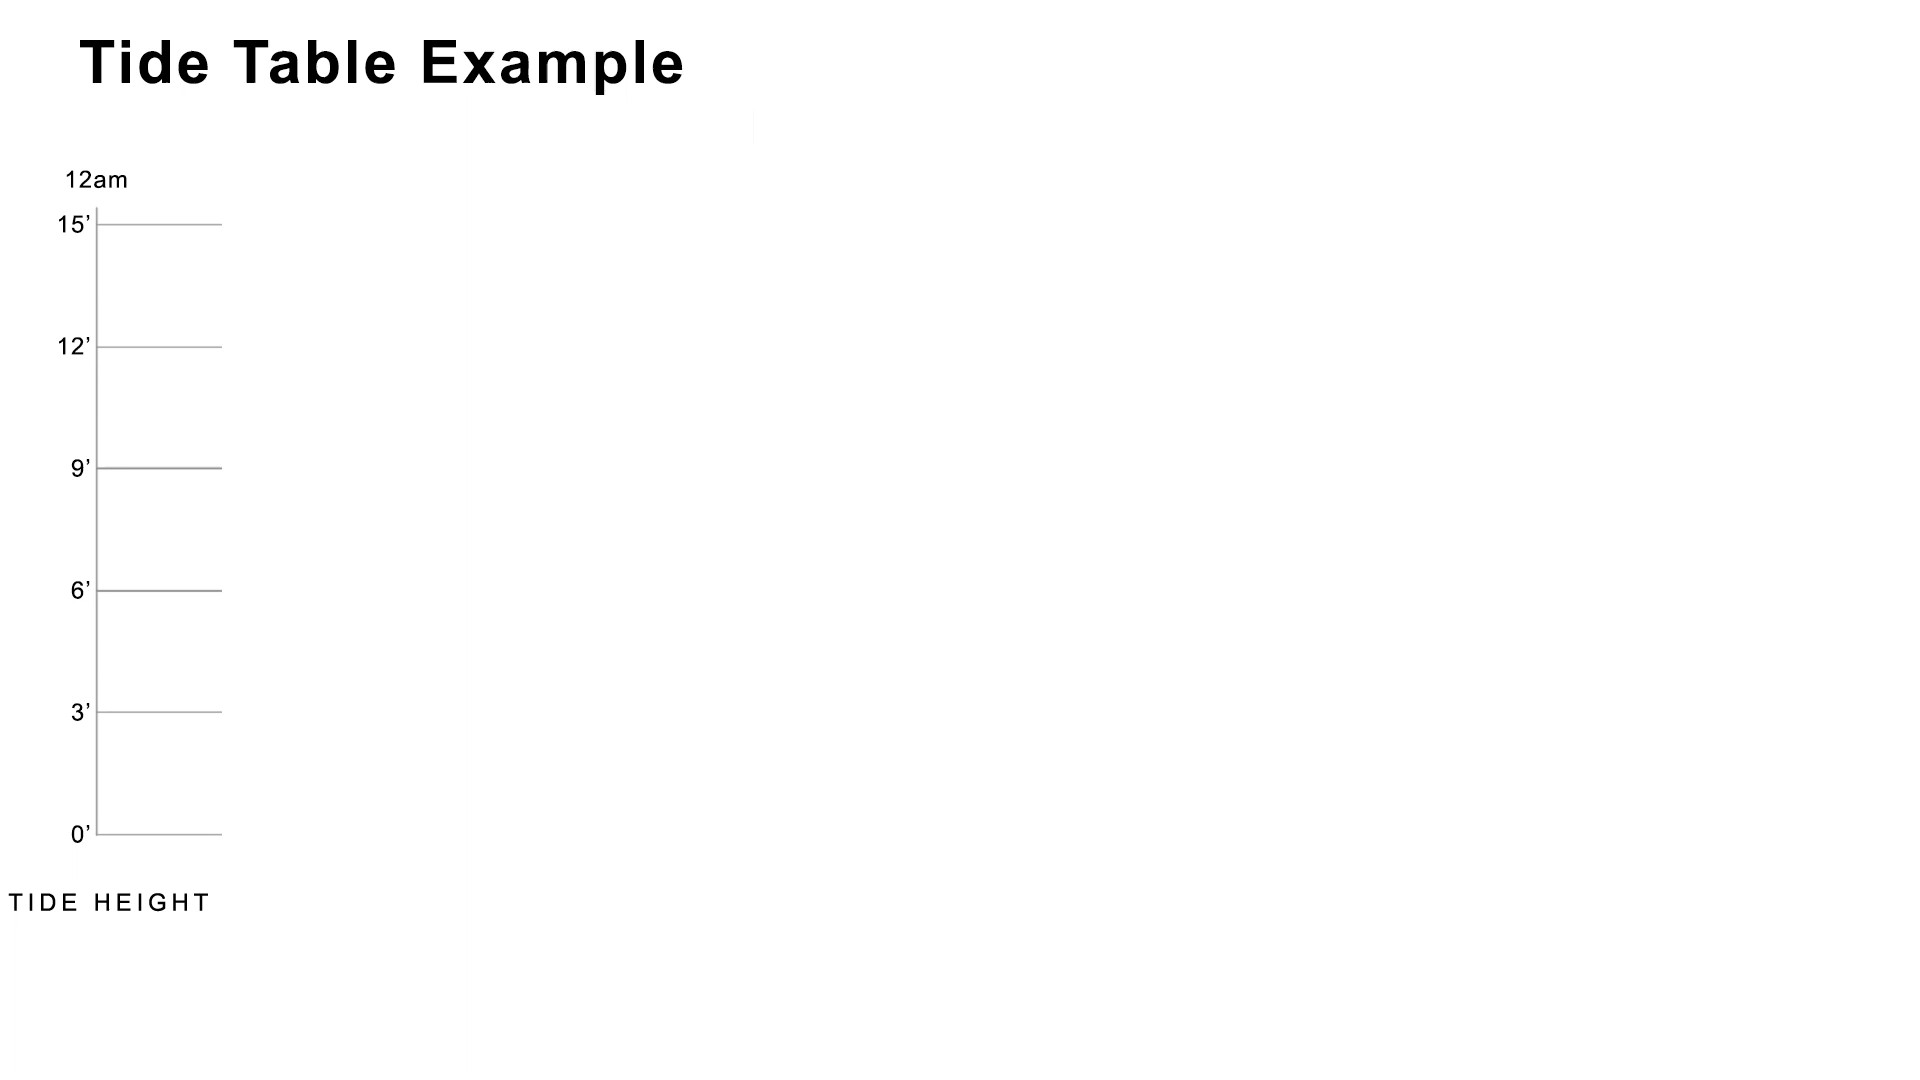 Tide Table Example
12am
15’
12’
9’
6’
3’
0’
TIDE HEIGHT